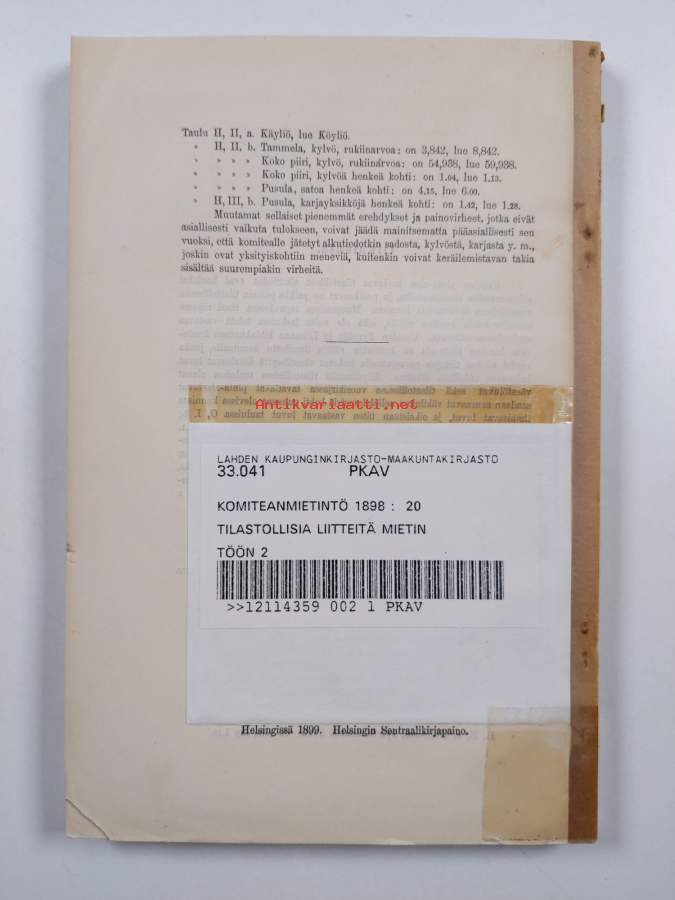 Taulu H, II, a. Käyliö, lue Köyliö.
" H, II, b. Tammela, kylvö, rukiinarvoa: on 3,842, lue 8,842.
" " " " Koko piiri, kylvö, rukiinarvoa: on 54,938, lue 59,938.
" " " " Koko piiri, kylvöä henkeä kohti: on 1.04, lue 1.13.
" " " " Pusula, satoa henkeä kohti: on 4.15, lue 6.00.
" H, III, b. Pusula, karjayksikköjä henkeä kohti: on 1.42, lue 1.28.
Muutamat sellaiset pienemmät erehdykset ja painovirheet, jotka eivät
asiallisesti vaikuta tulokseen, voivat jäädä mainitsematta pääasiallisesti sen
vuoksi, että komitealle jätetyt alkutiedotkin sadosta, kylvöstä, karjasta y. m.,
joskin ovat yksityiskohtiin meneviä, kuitenkin voivat keräilemistavan takia
sisältää suurempiakin virheitä.
Antikvariaatti.net
LAHDEN KAUPUNGINKIRJASTO-MAAKUNTAKIRJASTO
33.041 PKAV
KOMITEANMIETINTÖ 1898 : 20
TILASTOLLISIA LIITTEITÄ MIETIN
TÖÖN 2
>>12114359 002 1 PKAV
Helsingissä 1899. Helsingin Sentraalikirjapaino.